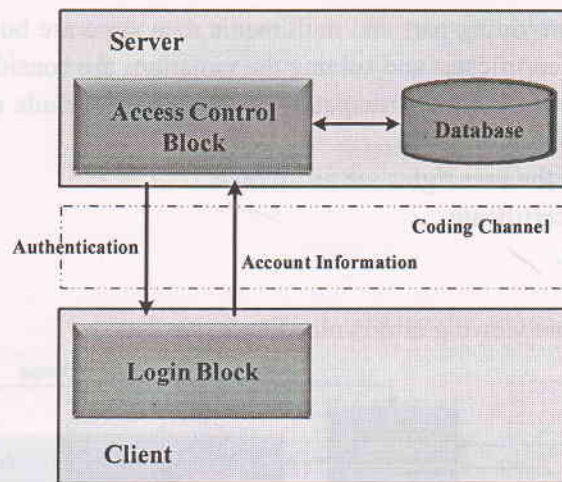 Server
Access Control
Block
Database
Coding Channel
Authentication
Account Information
Login Block
Client